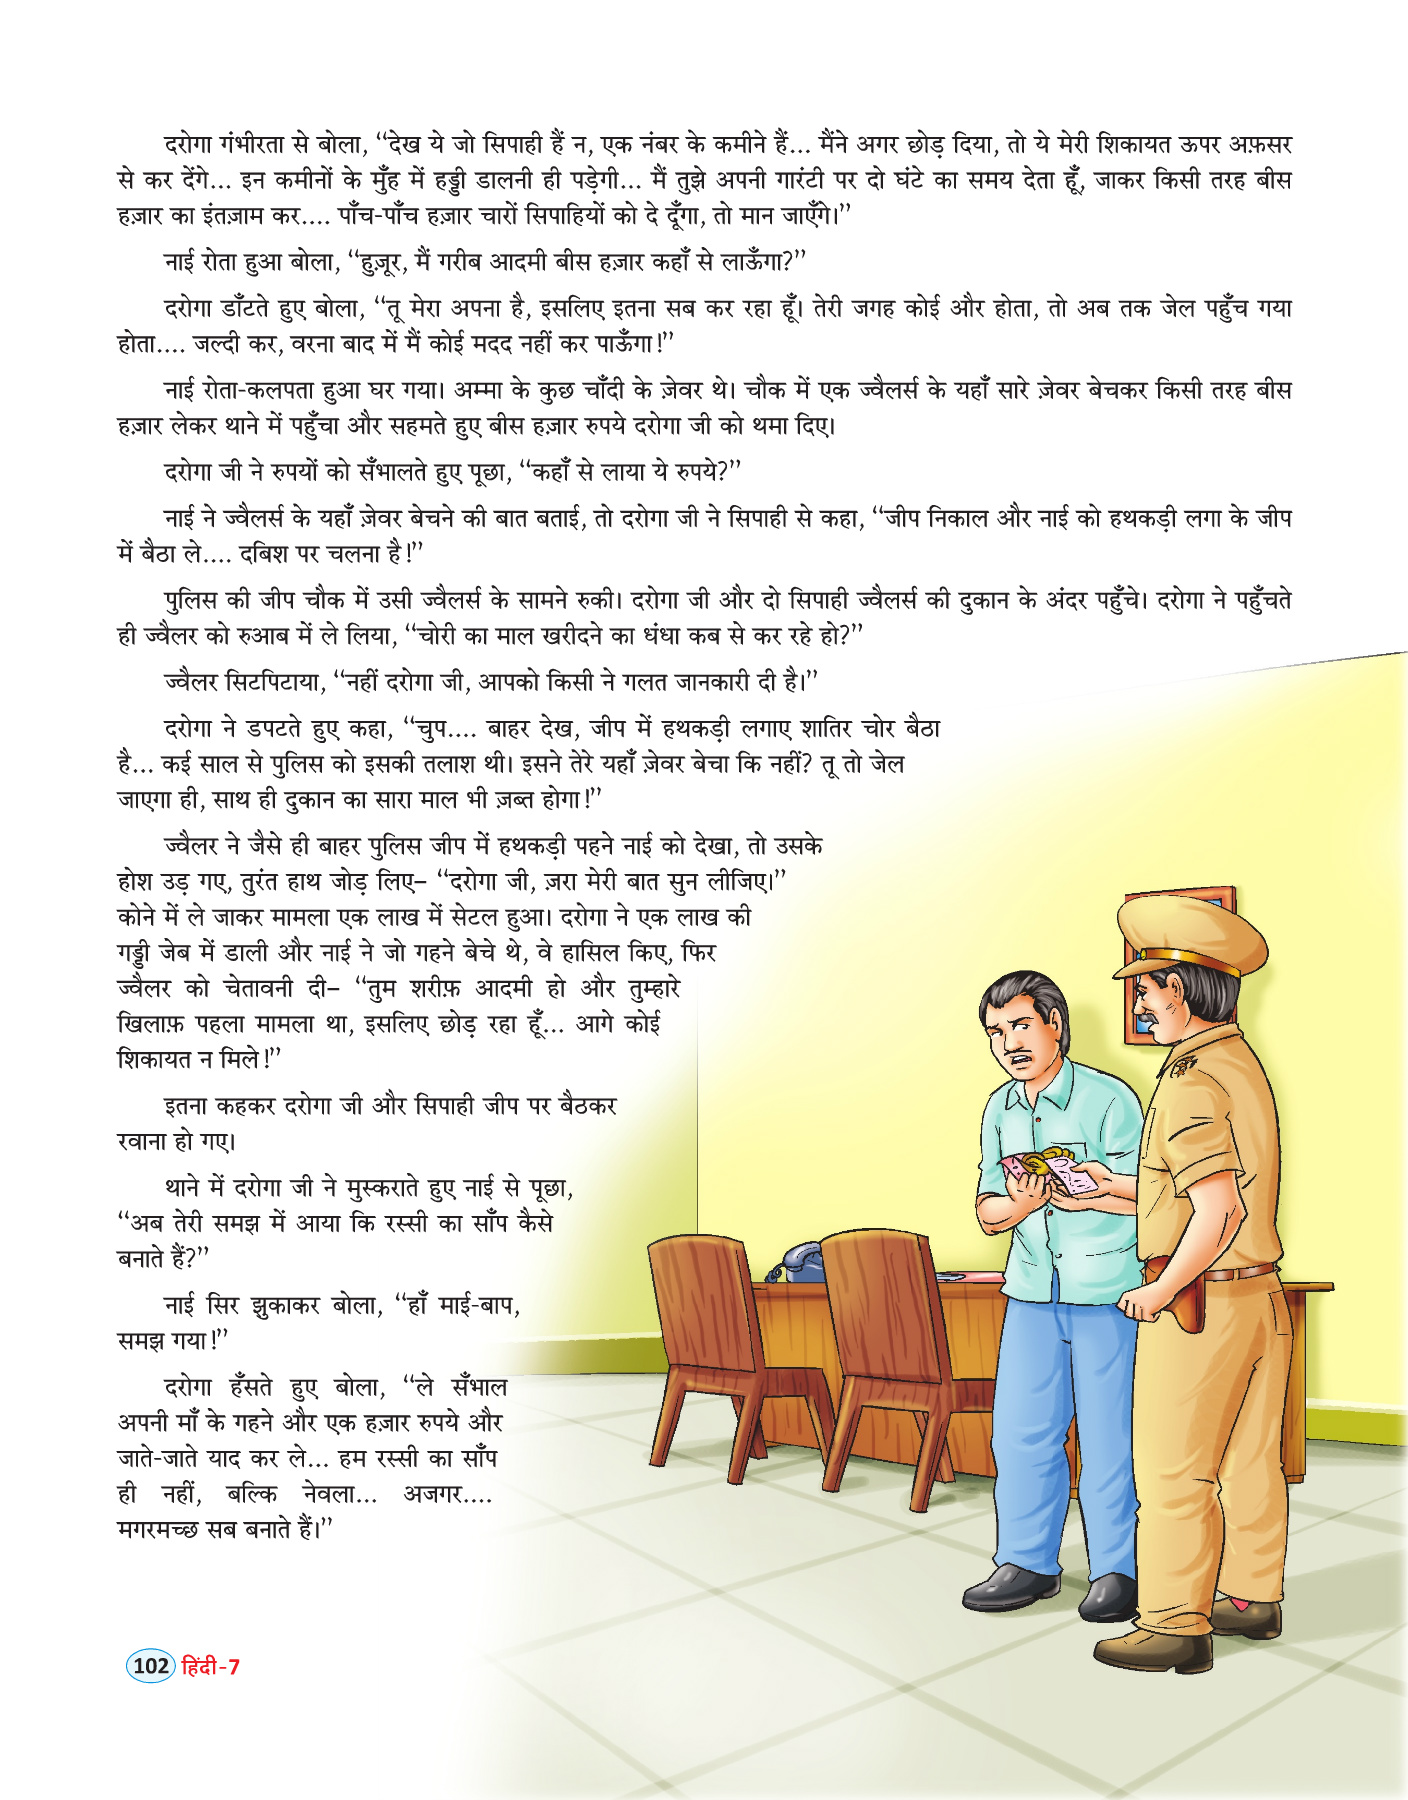 दरोगा गंभीरता से बोला, ‘‘देख ये जो सिपाही हैं न, एक नंबर के कमीने हैं... मैंने अगर छोड़ दिया, तो ये मेरी शिकायत ऊपर अफ़सर
से कर देंगे... इन कमीनों के मुँह में हड्डी डालनी ही पड़ेगी... मैं तुझे अपनी गारंटी पर दो घंटे का समय देता हूँ, जाकर किसी तरह बीस
हज़ार का इंतज़ाम कर.... पाँच-पाँच हज़ार चारों सिपाहियों को दे दूँगा, तो मान जाएँगे।’’
नाई रोता हुआ बोला, ‘‘हुज़ूर, मैं गरीब आदमी बीस हज़ार कहाँ से लाऊँगा?’’
दरोगा डाँटते हुए बोला, ‘‘तू मेरा अपना है, इसलिए इतना सब कर रहा हूँ। तेरी जगह कोई और होता, तो अब तक जेल पहुँच गया
होता.... जल्दी कर, वरना बाद में मैं कोई मदद नहीं कर पाऊँगा!’’
नाई रोता-कलपता हुआ घर गया। अम्मा के कुछ चाँदी के ज़ेवर थे। चौक में एक ज्वैलर्स के यहाँ सारे ज़ेवर बेचकर किसी तरह बीस
हज़ार लेकर थाने में पहुँचा और सहमते हुए बीस हज़ार रुपये दरोगा जी को थमा दिए।
दरोगा जी ने रुपयों को सँभालते हुए पूछा, ‘‘कहाँ से लाया ये रुपये?’’
नाई ने ज्वैलर्स के यहाँ ज़ेवर बेचने की बात बताई, तो दरोगा जी ने सिपाही से कहा, ‘‘जीप निकाल और नाई को हथकड़ी लगा के जीप
में बैठा ले.... दबिश पर चलना है!’’
पुलिस की जीप चौक में उसी ज्वैलर्स के सामने रुकी। दरोगा जी और दो सिपाही ज्वैलर्स की दुकान के अंदर पहुँचे। दरोगा ने पहुँचते
ही ज्वैलर को रुआब में ले लिया, ‘‘चोरी का माल खरीदने का धंधा कब से कर रहे हो?’’
ज्वैलर सिटपिटाया, ‘‘नहीं दरोगा जी, आपको किसी ने गलत जानकारी दी है।’’
दरोगा ने डपटते हुए कहा, ‘‘चुप.... बाहर देख, जीप में हथकड़ी लगाए शातिर चोर बैठा
है... कई साल से पुलिस को इसकी तलाश थी। इसने तेरे यहाँ ज़ेवर बेचा कि नहीं? तू तो जेल
जाएगा ही, साथ ही दुकान का सारा माल भी ज़ब्त होगा!’’
ज्वैलर ने जैसे ही बाहर पुलिस जीप में हथकड़ी पहने नाई को देखा, तो उसके
होश उड़ गए, तुरंत हाथ जोड़ लिए– ‘‘दरोगा जी, ज़रा मेरी बात सुन लीजिए।’’
कोने में ले जाकर मामला एक लाख में सेटल हुआ। दरोगा ने एक लाख की
गड्डी जेब में डाली और नाई ने जो गहने बेचे थे, वे हासिल किए, फिर
ज्वैलर को चेतावनी दी– ‘‘तुम शरीफ़ आदमी हो और तुम्हारे
खिलाफ़ पहला मामला था, इसलिए छोड़ रहा हूँ... आगे कोई
शिकायत न मिले!’’
इतना कहकर दरोगा जी और सिपाही जीप पर बैठकर
रवाना हो गए।
थाने में दरोगा जी ने मुस्कराते हुए नाई से पूछा,
‘‘अब तेरी समझ में आया कि रस्सी का साँप कैसे
बनाते हैं?’’
नाई सिर झुकाकर बोला, ‘‘हाँ माई-बाप,
समझ गया!’’
दरोगा हँसते हुए बोला, ‘‘ले सँभाल
अपनी माँ के गहने और एक हज़ार रुपये और
जाते-जाते याद कर ले... हम रस्सी का साँप
ही नहीं, बल्कि नेवला... अजगर....
मगरमच्छ सब बनाते हैं।’’
102 हिंदी-7